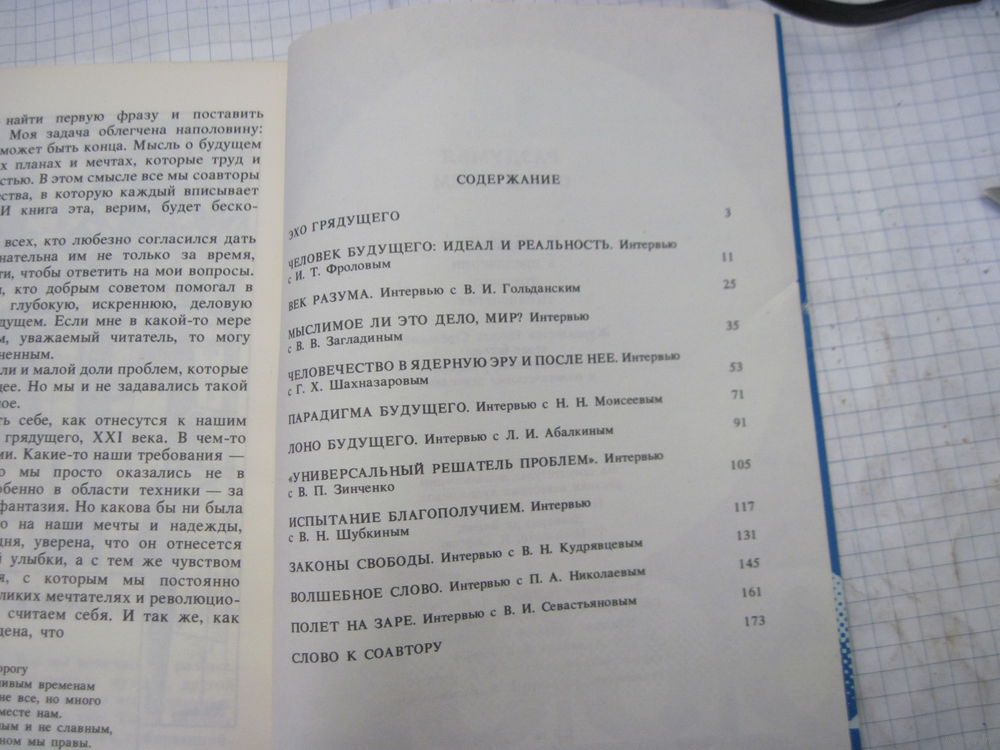 найти первую фразу и поставить
Моя задача облегчена наполовину:
может быть конца. Мысль о будущем
х планах и мечтах, которые труд и
стью. В этом смысле все мы соавторы
ства, в которую каждый вписывает
И книга эта, верим, будет беско-
всех, кто любезно согласился дать
нательна им не только за время,
ти, чтобы ответить на мои вопросы.
, кто добрым советом помогал в
глубокую, искреннюю, деловую
дущем. Если мне в какой-то мере
м, уважаемый читатель, то могу
ненным.
ли и малой доли проблем, которые
щее. Но мы и не задавались такой
ное.
ть себе, как отнесутся к нашим
грядущего, XXI века. В чем-то
ми. Какие-то наши требования —
о мы просто оказались не в
обенно в области техники — за
фантазия. Но какова бы ни была
о на наши мечты и надежды,
дня, уверена, что он отнесется
й улыбки, а с тем же чувством
я, с которым мы постоянно
ликих мечтателях и революцио-
считаем себя. И так же, как
дена, что
орогу
ливым временам
не все, но много
месте нам.
ным и не славным,
ном мы правы.
СОДЕРЖАНИЕ
ЭХО ГРЯДУЩЕГО 3
ЧЕЛОВЕК БУДУЩЕГО: ИДЕАЛ И РЕАЛЬНОСТЬ. Интервью
с И. Т. Фроловым 11
ВЕК РАЗУМА. Интервью с В. И. Гольданским 25
МЫСЛИМОЕ ЛИ ЭТО ДЕЛО, МИР? Интервью
с В. В. Загладиным 35
ЧЕЛОВЕЧЕСТВО В ЯДЕРНУЮ ЭРУ И ПОСЛЕ НЕЕ. Интервью
с Г. Х. Шахназаровым 53
ПАРАДИГМА БУДУЩЕГО. Интервью с Н. Н. Моисеевым 71
ЛОНО БУДУЩЕГО. Интервью с Л. И. Абалкиным 91
«УНИВЕРСАЛЬНЫЙ РЕШАТЕЛЬ ПРОБЛЕМ». Интервью
с В. П. Зинченко 105
ИСПЫТАНИЕ БЛАГОПОЛУЧИЕМ. Интервью
с В. Н. Шубкиным 117
ЗАКОНЫ СВОБОДЫ. Интервью с В. Н. Кудрявцевым 131
ВОЛШЕБНОЕ СЛОВО. Интервью с П. А. Николаевым 145
ПОЛЕТ НА ЗАРЕ. Интервью с В. И. Севастьяновым 161
СЛОВО К СОАВТОРУ 173